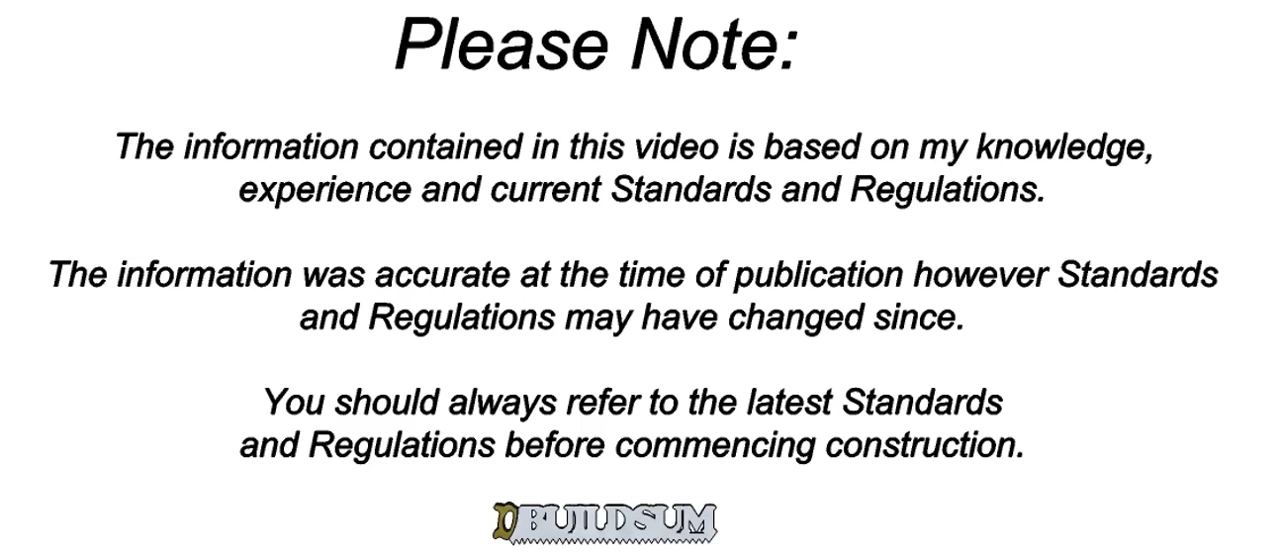 Please Note:
The information contained in this video is based on my knowledge,
experience and current Standards and Regulations.
The information was accurate at the time of publication however Standards
and Regulations may have changed since.
You should always refer to the latest Standards
and Regulations before commencing construction.
BUILDSUM